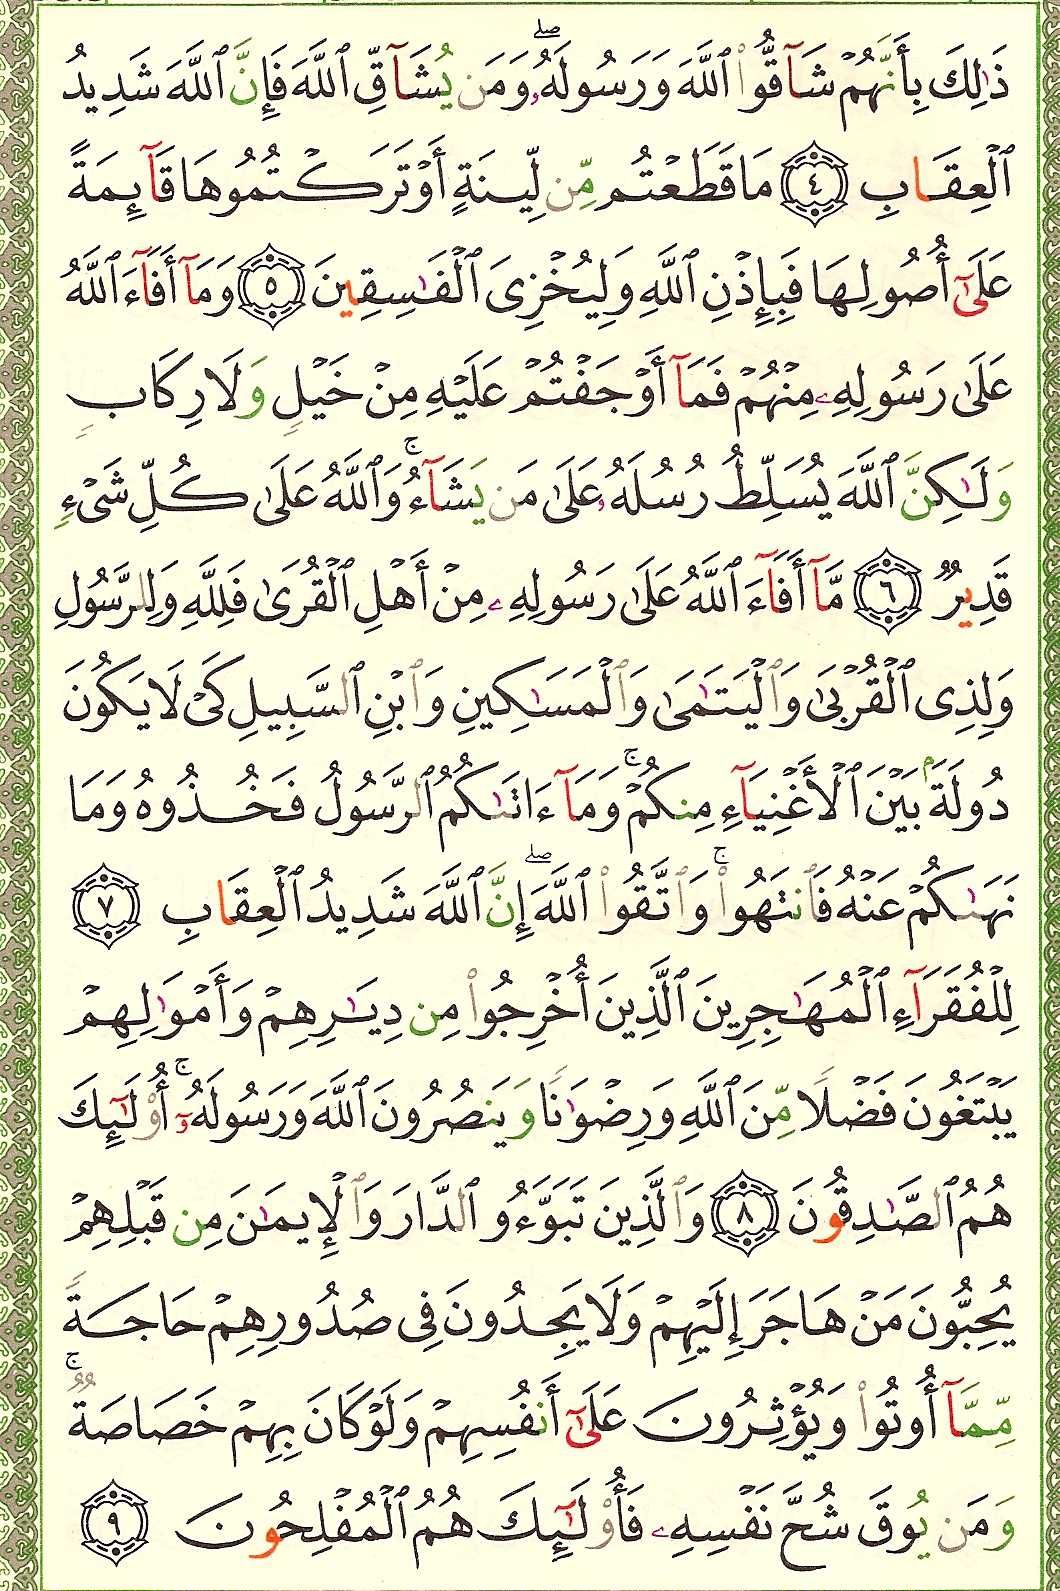 ذَٰلِكَ بِأَنَّهُمۡ شَآقُّواْ ٱللَّهَ وَرَسُولَهُۥۖ وَمَن يُشَآقِّ ٱللَّهَ فَإِنَّ ٱللَّهَ شَدِيدُ
ٱلۡعِقَابِ ٤ مَا قَطَعۡتُم مِّن لِّينَةٍ أَوۡ تَرَكۡتُمُوهَا قَآئِمَةً
عَلَىٰٓ أُصُولِهَا فَبِإِذۡنِ ٱللَّهِ وَلِيُخۡزِيَ ٱلۡفَٰسِقِينَ ٥ وَمَآ أَفَآءَ ٱللَّهُ
عَلَىٰ رَسُولِهِۦ مِنۡهُمۡ فَمَآ أَوۡجَفۡتُمۡ عَلَيۡهِ مِنۡ خَيۡلٖ وَلَا رِكَابٖ
وَلَٰكِنَّ ٱللَّهَ يُسَلِّطُ رُسُلَهُۥ عَلَىٰ مَن يَشَآءُۚ وَٱللَّهُ عَلَىٰ كُلِّ شَيۡءٖ
قَدِيرٞ ٦ مَّآ أَفَآءَ ٱللَّهُ عَلَىٰ رَسُولِهِۦ مِنۡ أَهۡلِ ٱلۡقُرَىٰ فَلِلَّهِ وَلِلرَّسُولِ
وَلِذِي ٱلۡقُرۡبَىٰ وَٱلۡيَتَٰمَىٰ وَٱلۡمَسَٰكِينِ وَٱبۡنِ ٱلسَّبِيلِ كَيۡ لَا يَكُونَ
دُولَةَۢ بَيۡنَ ٱلۡأَغۡنِيَآءِ مِنكُمۡۚ وَمَآ ءَاتَىٰكُمُ ٱلرَّسُولُ فَخُذُوهُ وَمَا
نَهَىٰكُمۡ عَنۡهُ فَٱنتَهُواْۚ وَٱتَّقُواْ ٱللَّهَۖ إِنَّ ٱللَّهَ شَدِيدُ ٱلۡعِقَابِ ٧
لِلۡفُقَرَآءِ ٱلۡمُهَٰجِرِينَ ٱلَّذِينَ أُخۡرِجُواْ مِن دِيَٰرِهِمۡ وَأَمۡوَٰلِهِمۡ
يَبۡتَغُونَ فَضۡلٗا مِّنَ ٱللَّهِ وَرِضۡوَٰنٗا وَيَنصُرُونَ ٱللَّهَ وَرَسُولَهُۥٓۚ أُوْلَٰٓئِكَ
هُمُ ٱلصَّٰدِقُونَ ٨ وَٱلَّذِينَ تَبَوَّءُو ٱلدَّارَ وَٱلۡإِيمَٰنَ مِن قَبۡلِهِمۡ
يُحِبُّونَ مَنۡ هَاجَرَ إِلَيۡهِمۡ وَلَا يَجِدُونَ فِي صُدُورِهِمۡ حَاجَةٗ
مِّمَّآ أُوتُواْ وَيُؤۡثِرُونَ عَلَىٰٓ أَنفُسِهِمۡ وَلَوۡ كَانَ بِهِمۡ خَصَاصَةٞۚ
وَمَن يُوقَ شُحَّ نَفۡسِهِۦ فَأُوْلَٰٓئِكَ هُمُ ٱلۡمُفۡلِحُونَ ٩